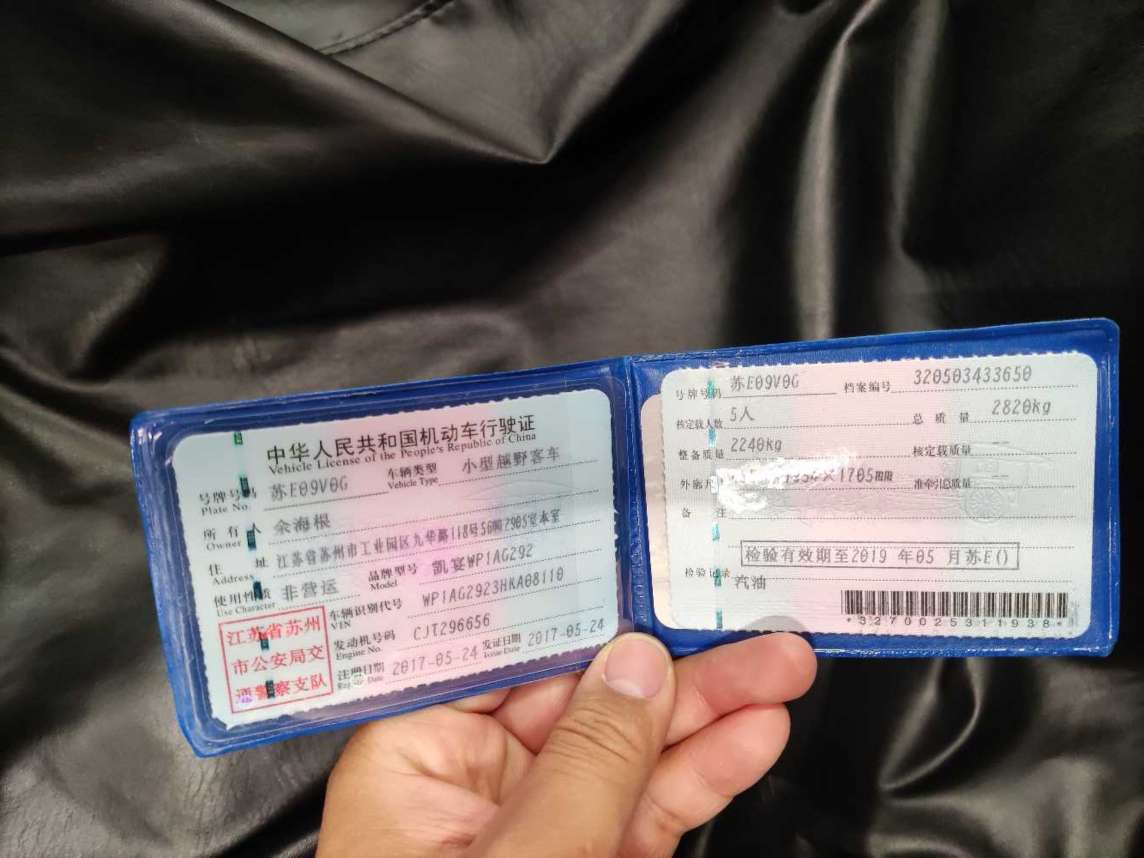 中华人民共和国机动车行驶证
Vehicle License of the People's Republic of China
号牌号码 苏E09V0G 车辆类型 小型越野客车
Plate No. Vehicle Type
所有人 余海根
Owner
住址 江苏省苏州市工业园区九华路118号56幢2905室本室
Address
使用性质 非营运 品牌型号 凯宴WP1AG292
Use Character Model
车辆识别代号 WP1AG2923HKA08110
VIN
发动机号码 CJT296656
Engine No.
注册日期 2017-05-24 发证日期 2017-05-24
Register Date Issue Date
江苏省苏州
市公安局交
通警察支队
号牌号码 苏E09V0G 档案编号 320503433650
核定载人数 5人 总质量 2820kg
整备质量 2240kg 核定载质量 --
外廓尺 ×1705mm 准牵引总质量 --
备注
检验有效期至2019年05月苏E()
检验记录
汽油
*3270025311938*